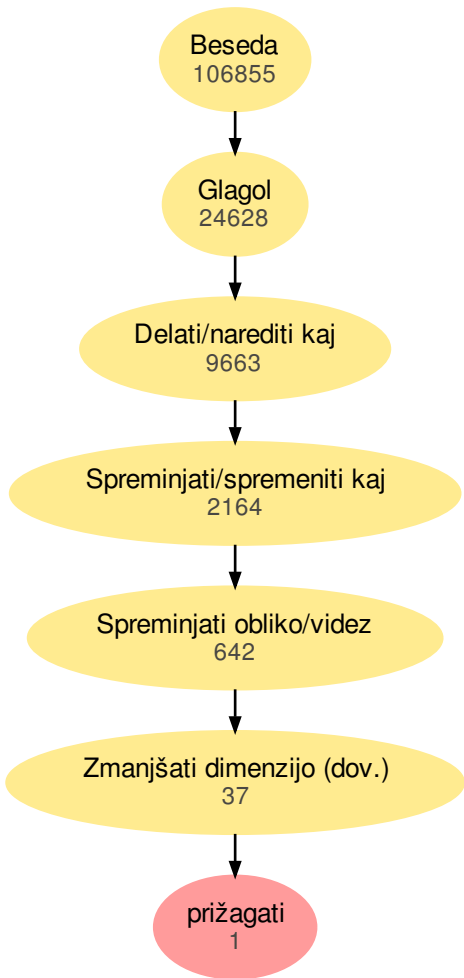 Beseda
106855
Glagol
24628
Delati/narediti kaj
9663
Spreminjati/spremeniti kaj
2164
Spreminjati obliko/videz
642
Zmanjšati dimenzijo (dov.)
37
prižagati
1